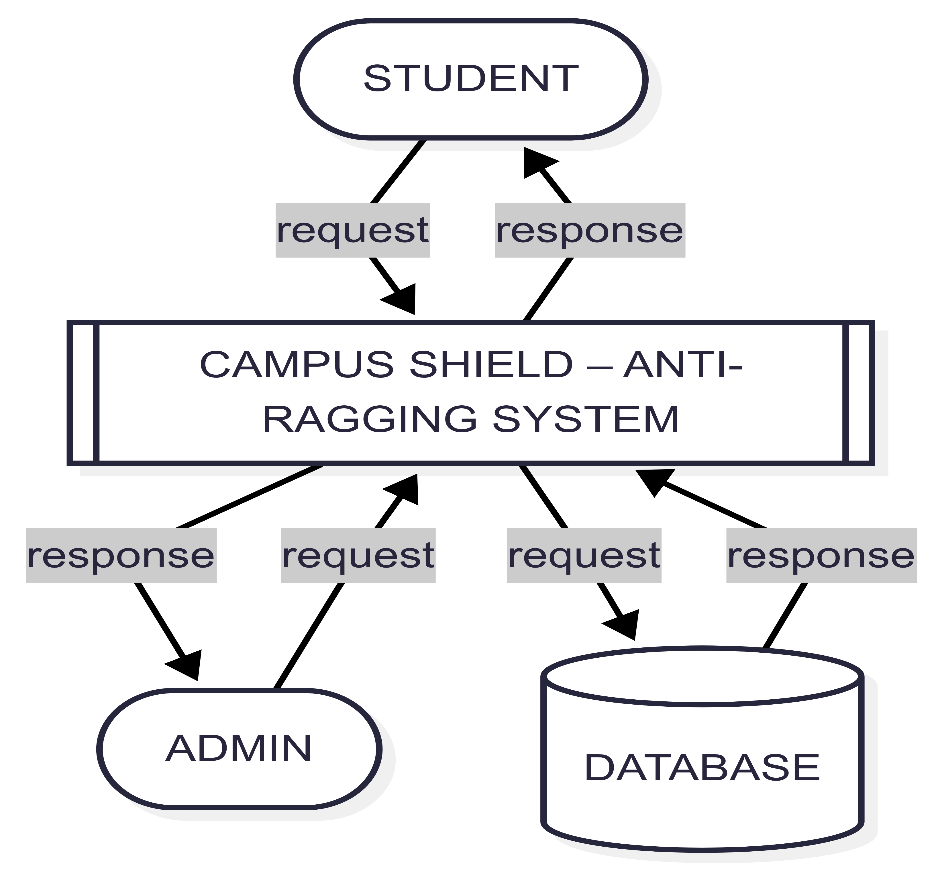 STUDENT
request
response
CAMPUS SHIELD – ANTI-
RAGGING SYSTEM
response
request
request
response
ADMIN
DATABASE